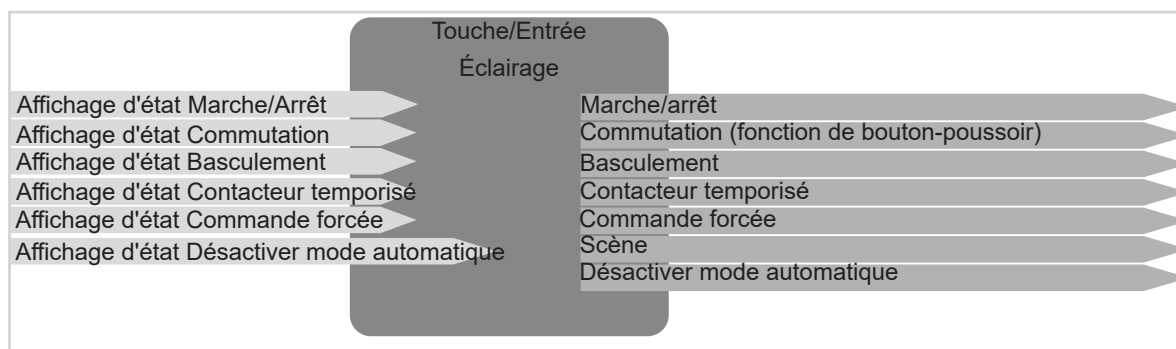 Touche/Entrée
Éclairage
Affichage d'état Marche/Arrêt
Affichage d'état Commutation
Affichage d'état Basculement
Affichage d'état Contacteur temporisé
Affichage d'état Commande forcée
Affichage d'état Désactiver mode automatique
Marche/arrêt
Commutation (fonction de bouton-poussoir)
Basculement
Contacteur temporisé
Commande forcée
Scène
Désactiver mode automatique